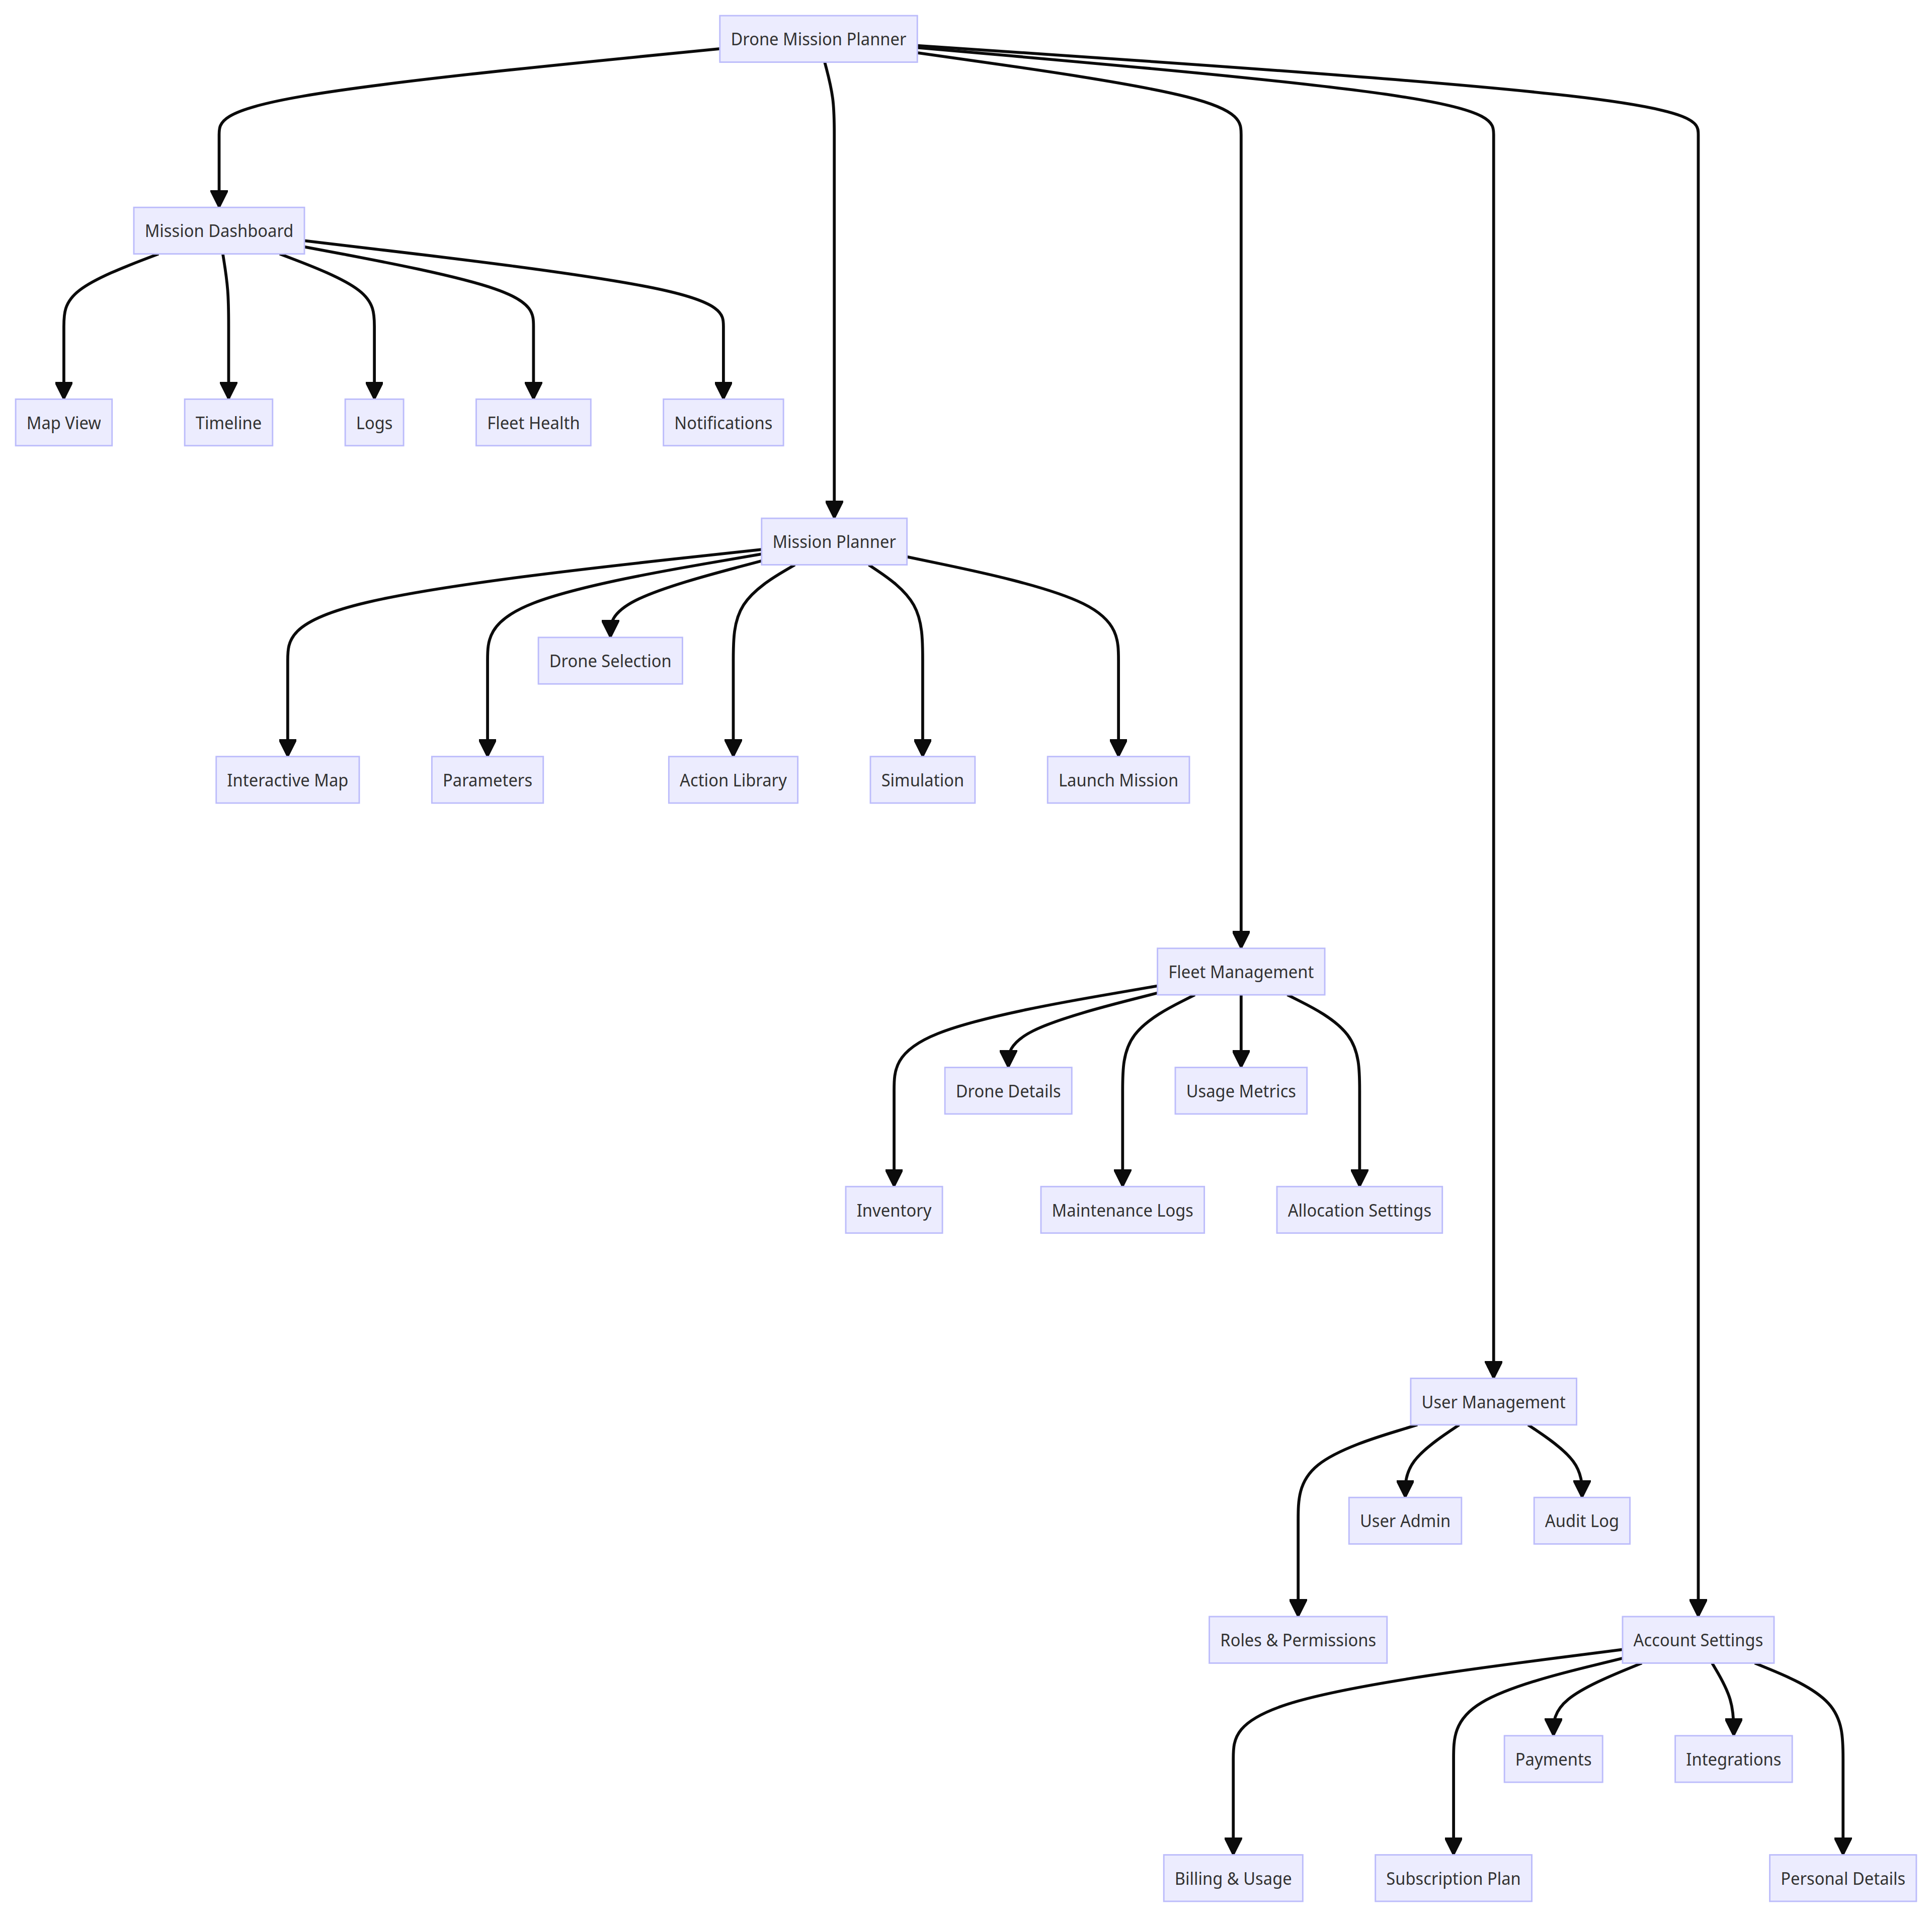 Drone Mission Planner
Mission Dashboard
Map View
Timeline
Logs
Fleet Health
Notifications
Mission Planner
Drone Selection
Interactive Map
Parameters
Action Library
Simulation
Launch Mission
Fleet Management
Drone Details
Usage Metrics
Inventory
Maintenance Logs
Allocation Settings
User Management
User Admin
Audit Log
Roles & Permissions
Account Settings
Payments
Integrations
Billing & Usage
Subscription Plan
Personal Details